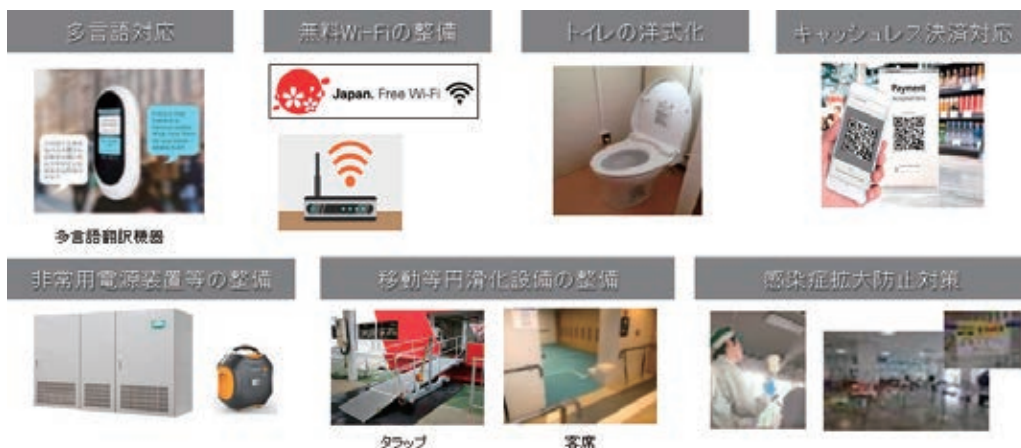 多言語対応
無料Wi-Fiの整備
トイレの洋式化
キャッシュレス決済対応
Japan. Free Wi-Fi
Payment
多言語翻訳機器
非常用電源装置等の整備
移動等円滑化設備の整備
感染症拡大防止対策
タラップ
客席